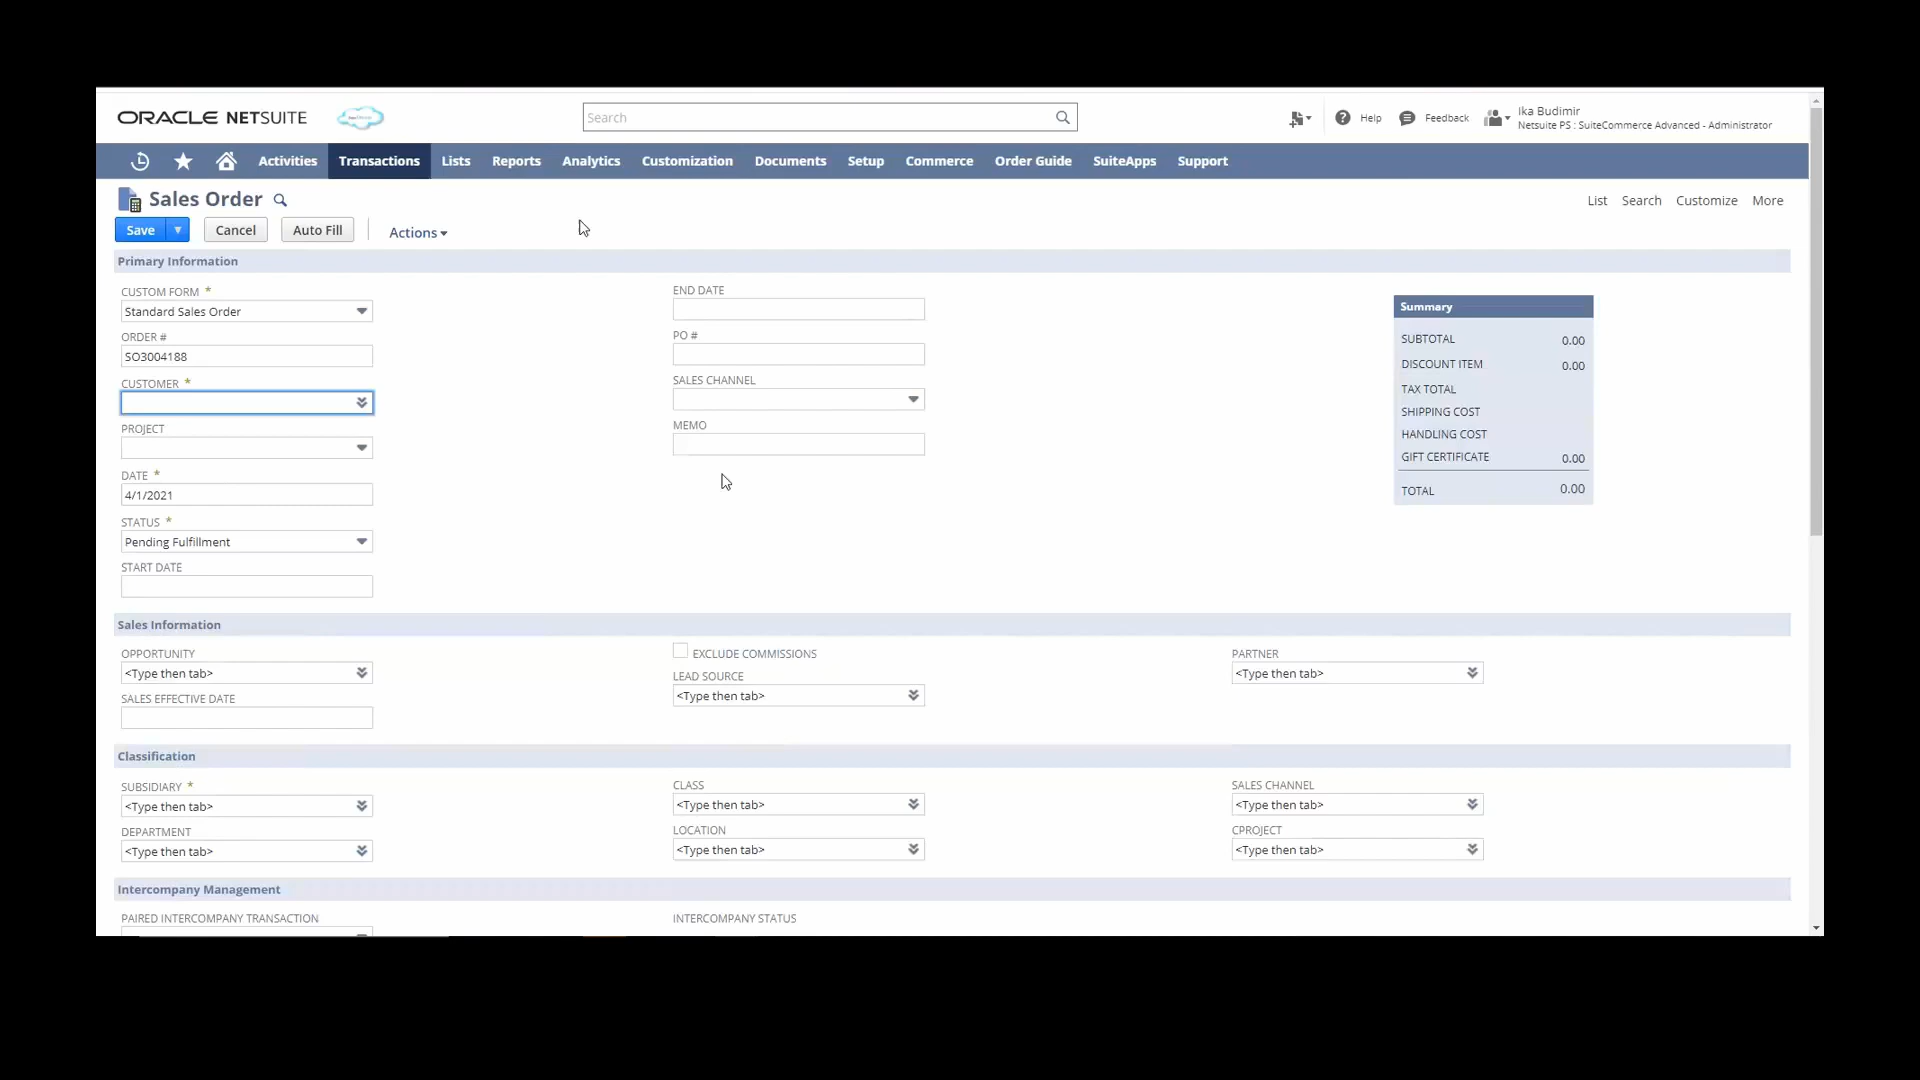 ORACLE NETSUITE
Search
Help
Feedback
Ika Budimir
Netsuite PS : SuiteCommerce Advanced - Administrator
Activities Transactions Lists Reports Analytics Customization Documents Setup Commerce Order Guide SuiteApps Support
Sales Order
List Search Customize More
Save Cancel Auto Fill Actions
Primary Information
CUSTOM FORM *
Standard Sales Order
ORDER #
SO3004188
CUSTOMER *
PROJECT
DATE *
4/1/2021
STATUS *
Pending Fulfillment
START DATE
END DATE
PO #
SALES CHANNEL
MEMO
Summary
SUBTOTAL 0.00
DISCOUNT ITEM 0.00
TAX TOTAL
SHIPPING COST
HANDLING COST
GIFT CERTIFICATE 0.00
TOTAL 0.00
Sales Information
OPPORTUNITY
<Type then tab>
SALES EFFECTIVE DATE
EXCLUDE COMMISSIONS
LEAD SOURCE
<Type then tab>
PARTNER
<Type then tab>
Classification
SUBSIDIARY *
<Type then tab>
DEPARTMENT
<Type then tab>
CLASS
<Type then tab>
LOCATION
<Type then tab>
SALES CHANNEL
<Type then tab>
CPROJECT
<Type then tab>
Intercompany Management
PAIRED INTERCOMPANY TRANSACTION
INTERCOMPANY STATUS